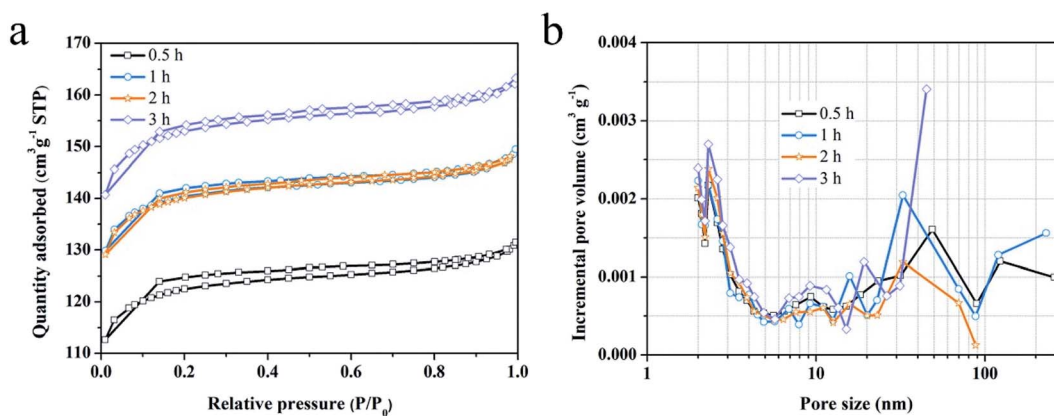 a
170
160
150
140
130
120
110
Quantity adsorbed (cm³g⁻¹ STP)
0.5 h
1 h
2 h
3 h
0.0 0.2 0.4 0.6 0.8 1.0
Relative pressure (P/P₀)
b
0.004
0.003
0.002
0.001
0.000
Incremental pore volume (cm³ g⁻¹)
0.5 h
1 h
2 h
3 h
1 10 100
Pore size (nm)